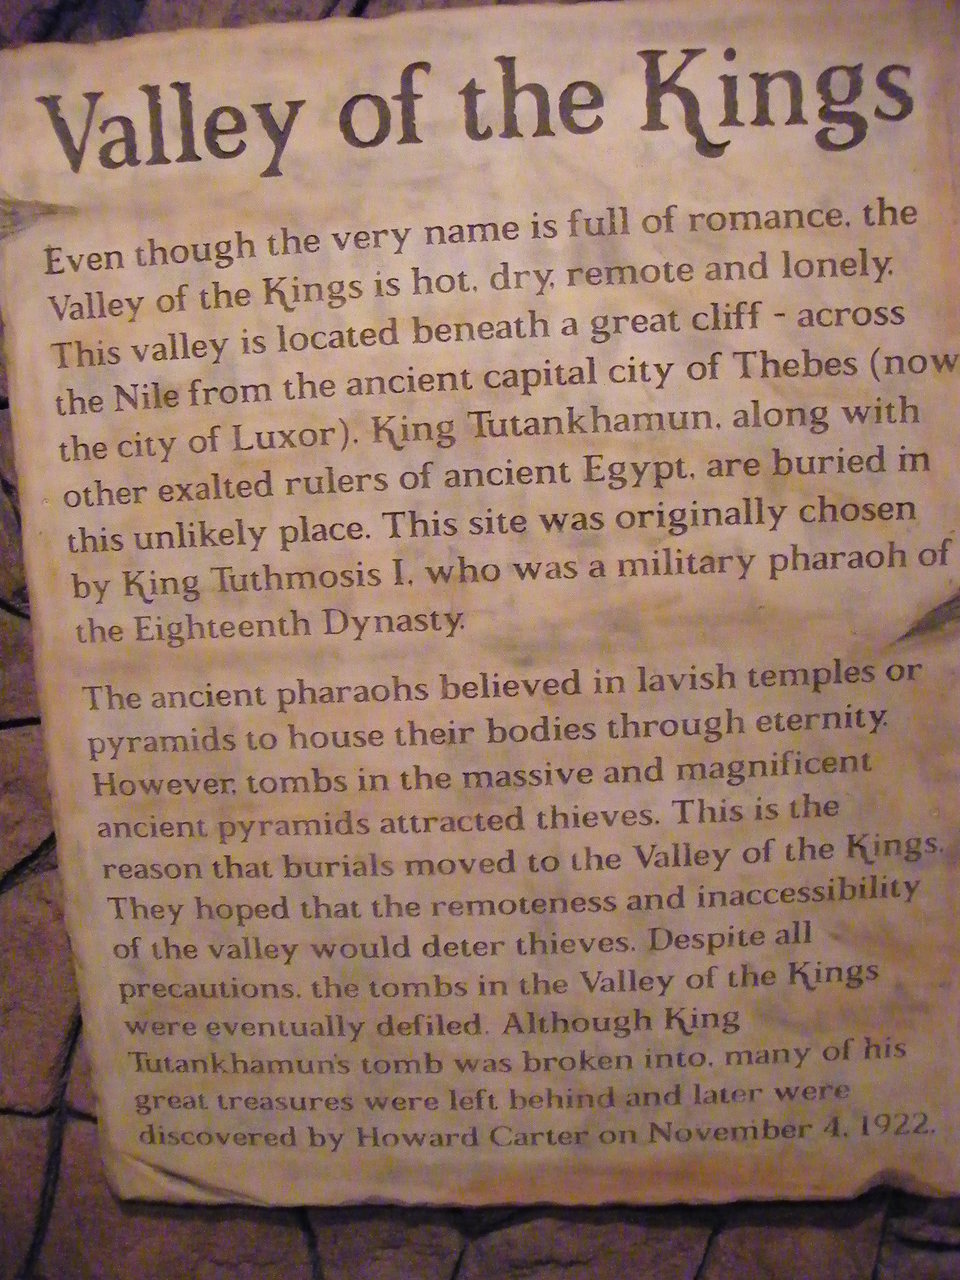 Valley of the Kings
Even though the very name is full of romance, the
Valley of the Kings is hot, dry, remote and lonely.
This valley is located beneath a great cliff - across
the Nile from the ancient capital city of Thebes (now
the city of Luxor). King Tutankhamun, along with
other exalted rulers of ancient Egypt, are buried in
this unlikely place. This site was originally chosen
by King Tuthmosis I, who was a military pharaoh of
the Eighteenth Dynasty.
The ancient pharaohs believed in lavish temples or
pyramids to house their bodies through eternity.
However, tombs in the massive and magnificent
ancient pyramids attracted thieves. This is the
reason that burials moved to the Valley of the Kings.
They hoped that the remoteness and inaccessibility
of the valley would deter thieves. Despite all
precautions, the tombs in the Valley of the Kings
were eventually defiled. Although King
Tutankhamun's tomb was broken into, many of his
great treasures were left behind and later were
discovered by Howard Carter on November 4, 1922.